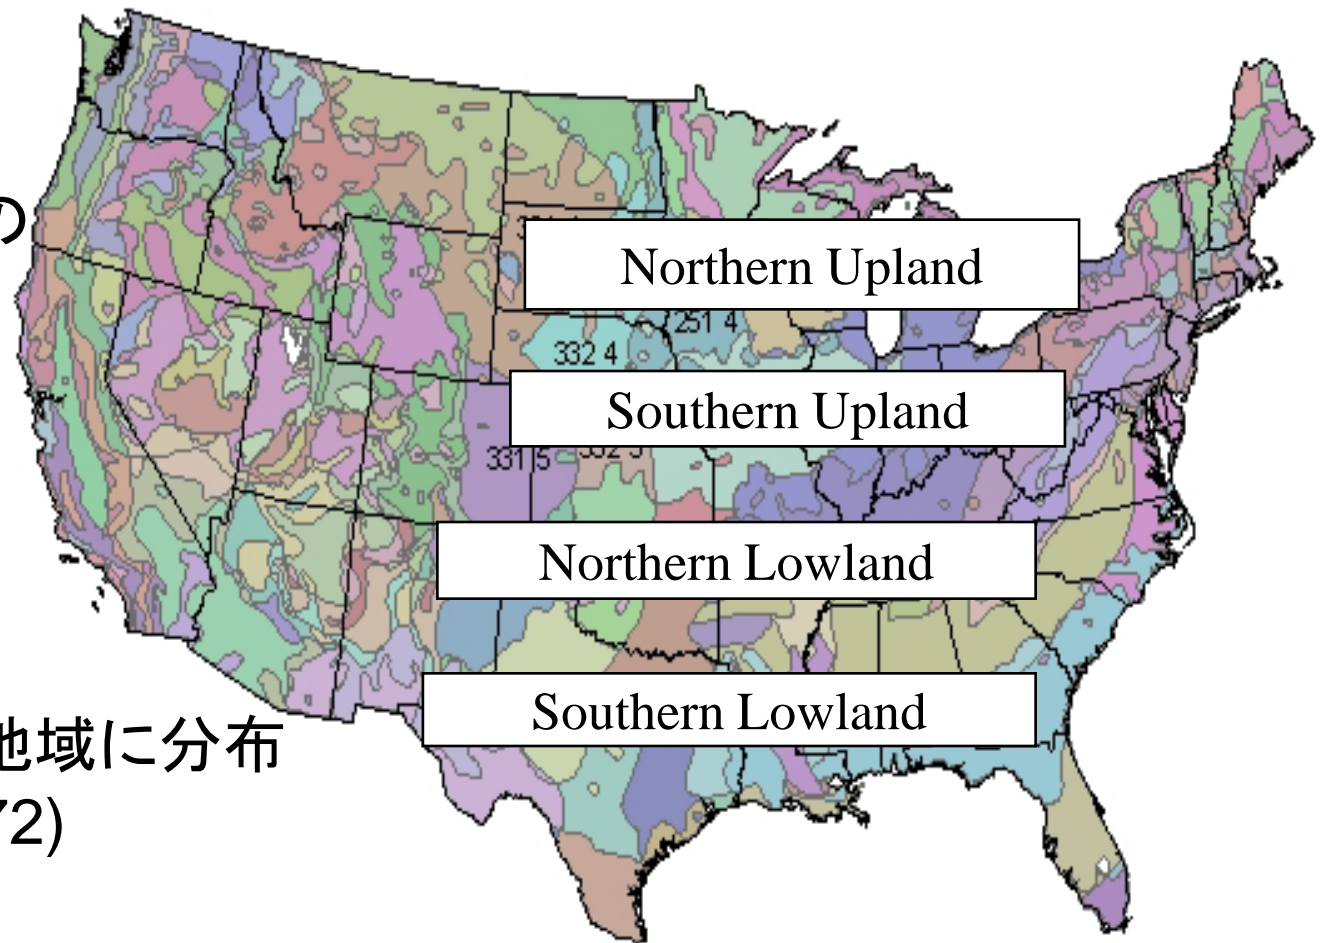 の
Northern Upland
251 4
332 4
Southern Upland
331 5
Northern Lowland
Southern Lowland
地域に分布
72)